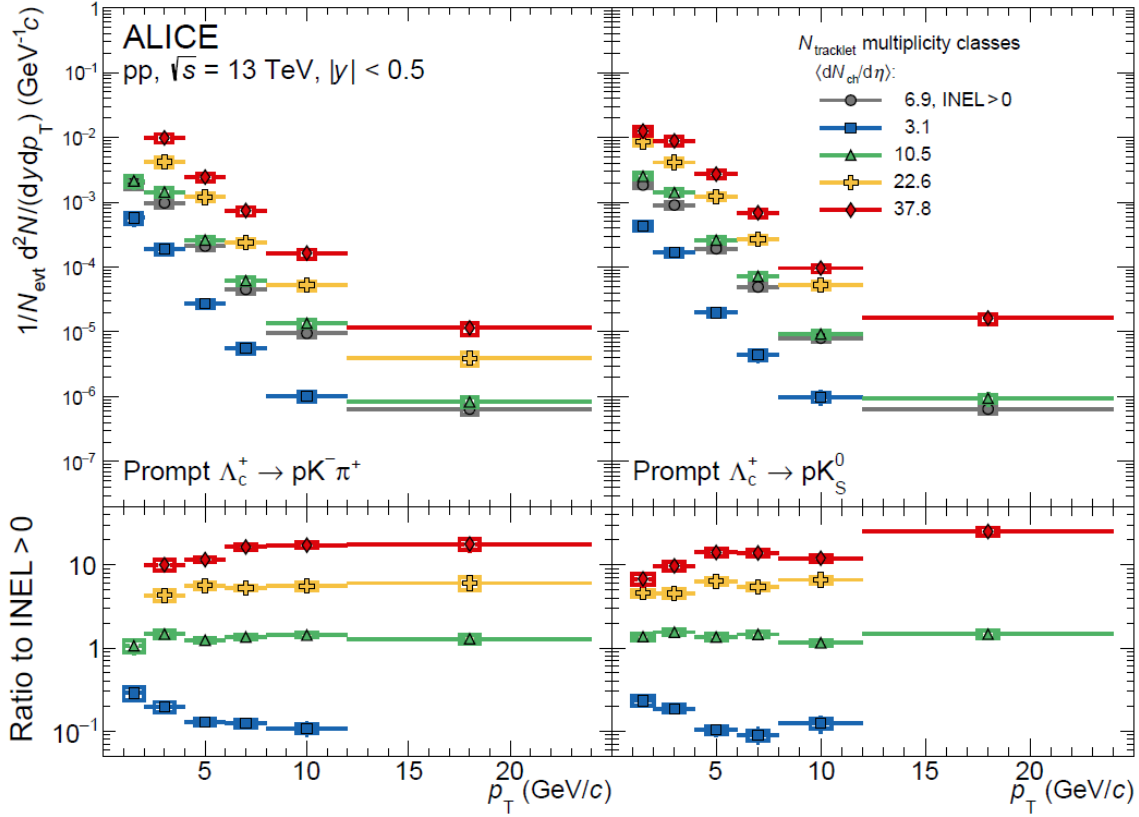 ALICE
pp, √s = 13 TeV, |y| < 0.5
N_tracklet multiplicity classes
⟨dN_ch/dη⟩:
6.9, INEL > 0
3.1
10.5
22.6
37.8
1/N_evt d²N/(dydp_T) (GeV⁻¹c)
1
10⁻¹
10⁻²
10⁻³
10⁻⁴
10⁻⁵
10⁻⁶
10⁻⁷
Prompt Λ_c⁺ → pK⁻π⁺
Prompt Λ_c⁺ → pK_S⁰
Ratio to INEL > 0
10
1
10⁻¹
5 10 15 20
p_T (GeV/c)
5 10 15 20
p_T (GeV/c)